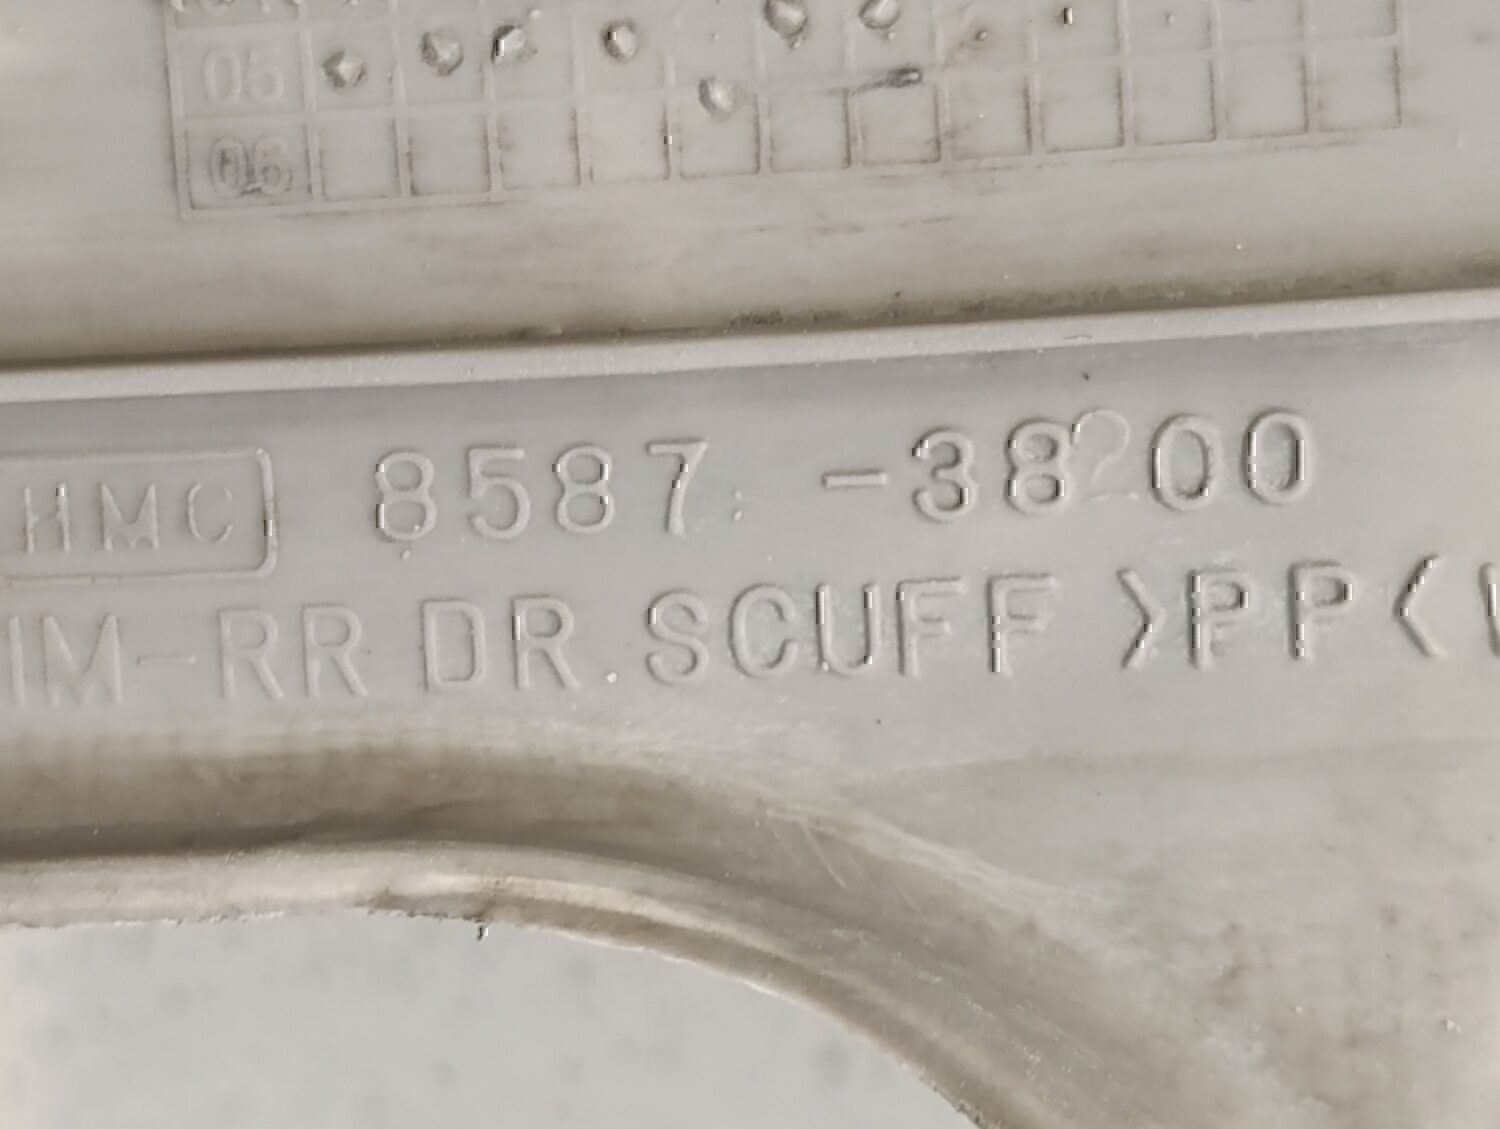 05
06
HMC 8587 -38200
IM-RR DR. SCUFF >PP<